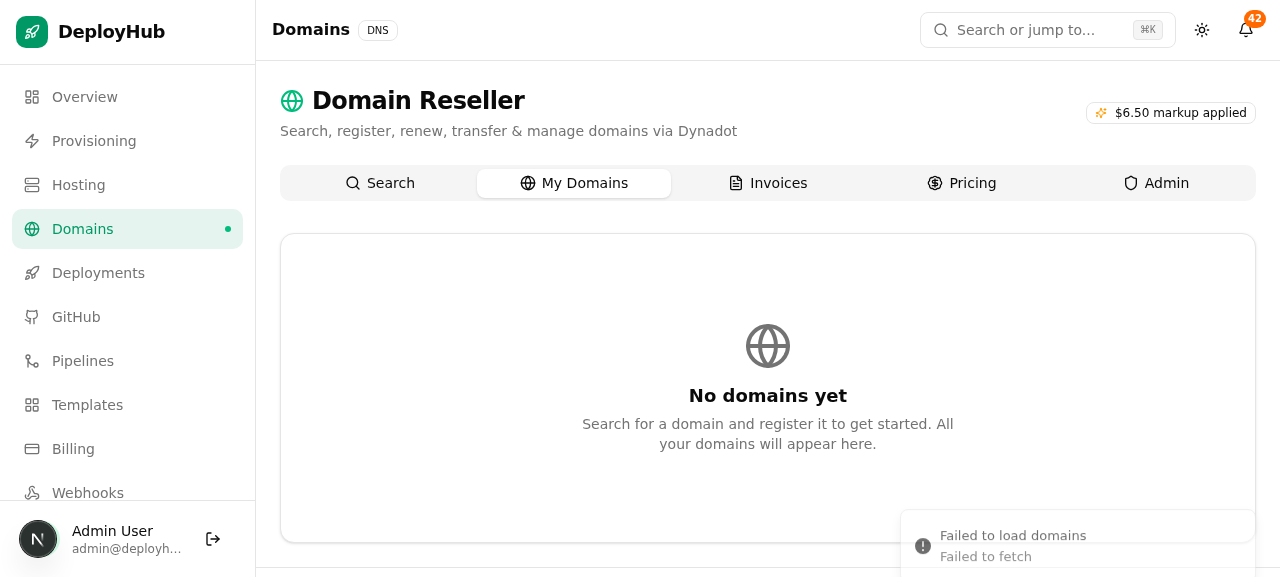 DeployHub
Overview
Provisioning
Hosting
Domains
Deployments
GitHub
Pipelines
Templates
Billing
Webhooks
N
Admin User
admin@deployh...
Domains DNS
Search or jump to... ⌘K
42
Domain Reseller
Search, register, renew, transfer & manage domains via Dynadot
$6.50 markup applied
Search My Domains Invoices Pricing Admin
No domains yet
Search for a domain and register it to get started. All
your domains will appear here.
Failed to load domains
Failed to fetch